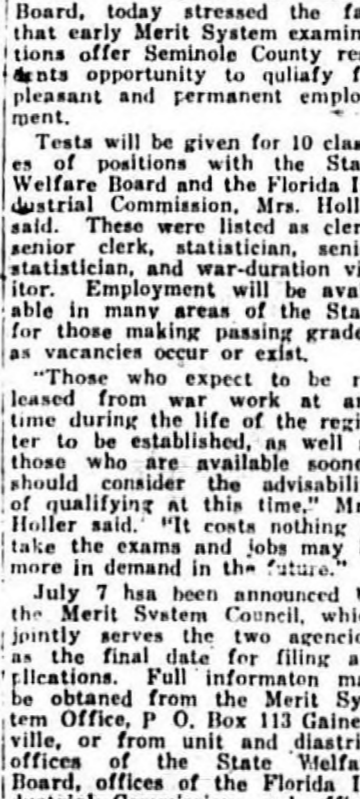 Board, today stressed the fa
that early Merit System examin
tions offer Seminole County re
dents opportunity to quliafy f
pleasant and permanent emplo
ment.
Tests will be given for 10 clas
es of positions with the Sta
Welfare Board and the Florida I
dustrial Commission, Mrs. Holl
said. These were listed as cler
senior clerk, statistician, seni
statistician, and war-duration vi
itor. Employment will be ava
able in many areas of the Sta
for those making passing grade
as vacancies occur or exist.
"Those who expect to be r
leased from war work at an
time during the life of the regi
ter to be established, as well
those who are available soone
should consider the advisabili
of qualifying at this time," Mr
Holler said. "It costs nothing
take the exams and jobs may
more in demand in the future."
July 7 hsa been announced
the Merit System Council, whi
jointly serves the two agencie
as the final date for filing a
plications. Full informaton ma
be obtaned from the Merit Sy
tem Office, P O. Box 113 Gaine
ville, or from unit and diastri
offices of the State Welfa
Board, offices of the Florida I